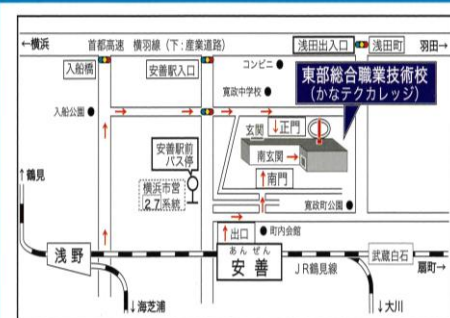 ←横浜
首都高速 横羽線(下:産業道路)
浅田出入口
浅田町
羽田→
入船橋
安善駅入口
コンビニ
寛政中学校
東部総合職業技術校
(かなテクカレッジ)
入船公園
玄関
↓正門
安善駅前
バス停
南玄関→
↑鶴見
横浜市営
27系統
↑南門
寛政町公園
↑出口
町内会館
浅野
あんぜん
安善
JR鶴見線
武蔵白石
扇町→
↓海芝浦
↓大川